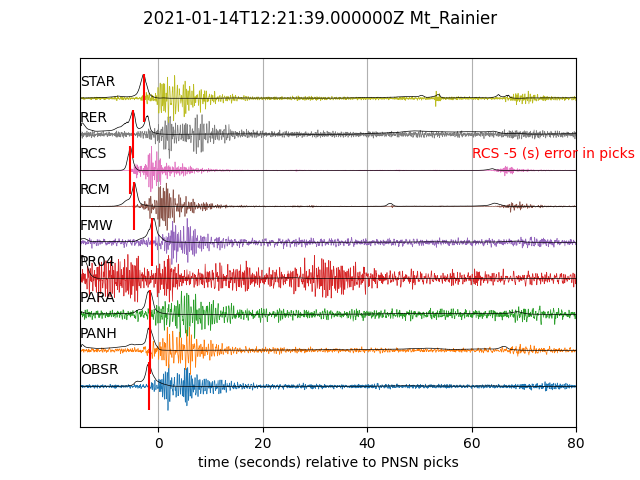 2021-01-14T12:21:39.000000Z Mt_Rainier
STAR
RER
RCS
RCS -5 (s) error in picks
RCM
FMW
PR04
PARA
PANH
OBSR
0 20 40 60 80
time (seconds) relative to PNSN picks